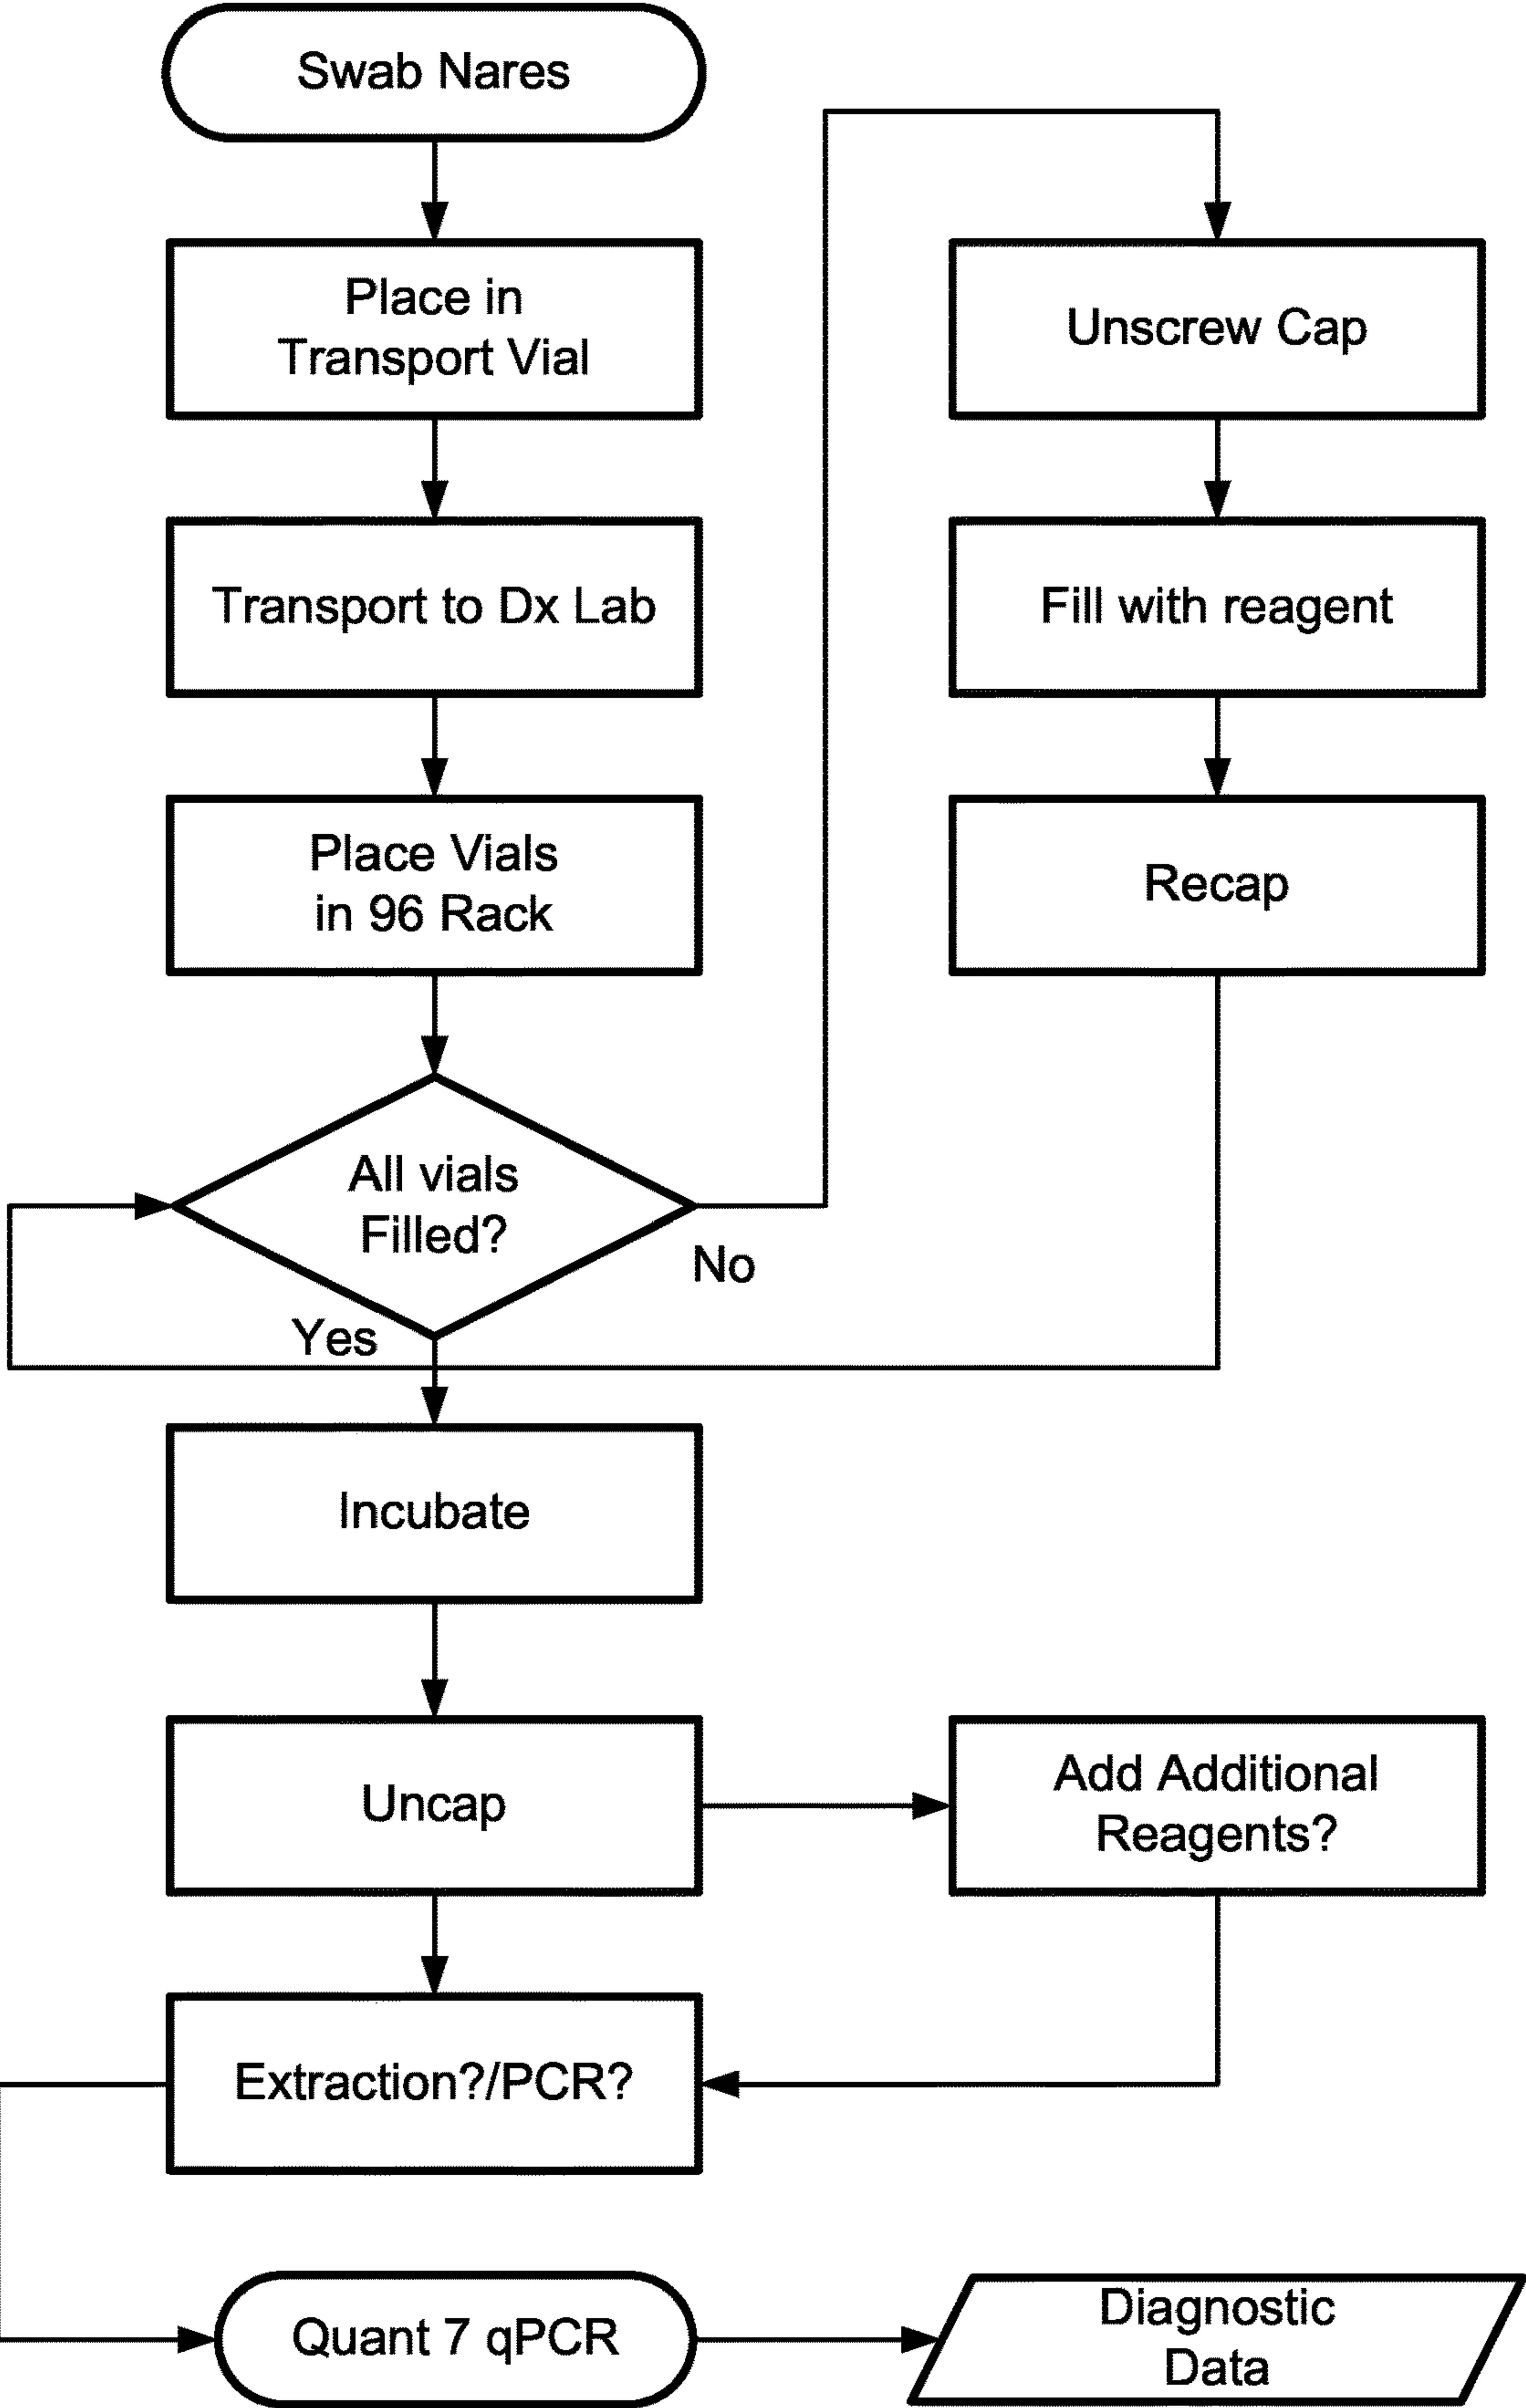 Swab Nares
Place in
Transport Vial
Transport to Dx Lab
Place Vials
in 96 Rack
All vials
Filled?
No
Yes
Unscrew Cap
Fill with reagent
Recap
Incubate
Uncap
Add Additional
Reagents?
Extraction?/PCR?
Quant 7 qPCR
Diagnostic
Data